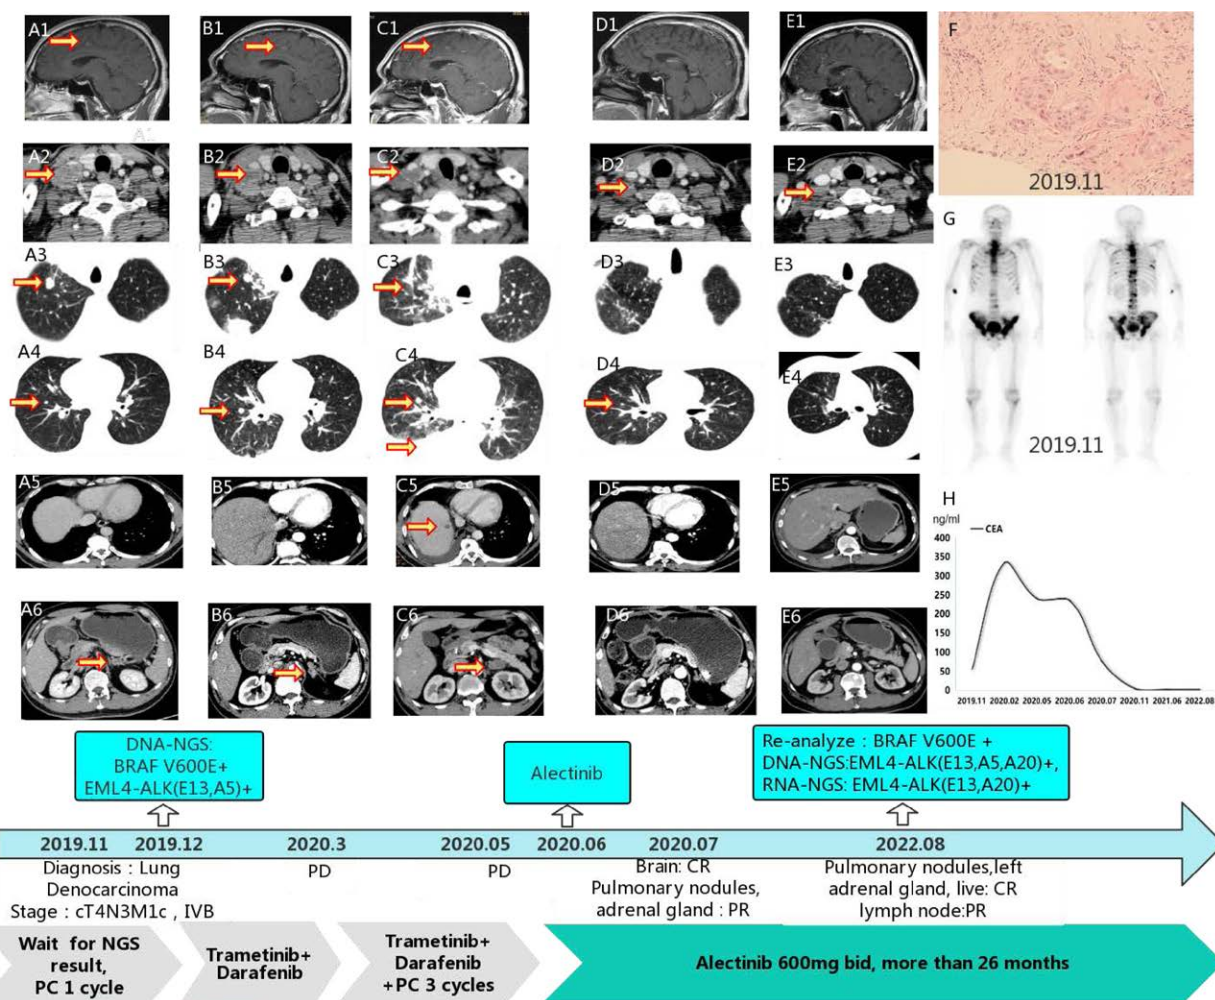 A1
B1
C1
D1
E1
F
A2
B2
C2
D2
E2
2019.11
A3
B3
C3
D3
E3
G
A4
B4
C4
D4
E4
2019.11
A5
B5
C5
D5
E5
H
ng/ml
CEA
400
350
300
250
200
150
100
50
0
2019.11 2020.02 2020.05 2020.06 2020.07 2020.11 2021.06 2022.08
A6
B6
C6
D6
E6
DNA-NGS:
BRAF V600E+
EML4-ALK(E13,A5)+
Alectinib
Re-analyze : BRAF V600E +
DNA-NGS:EML4-ALK(E13,A5,A20)+,
RNA-NGS: EML4-ALK(E13,A20)+
2019.11 2019.12 2020.3 2020.05 2020.06 2020.07 2022.08
Diagnosis : Lung
Denocarcinoma
Stage : cT4N3M1c , IVB
PD
PD
Brain: CR
Pulmonary nodules,
adrenal gland : PR
Pulmonary nodules,left
adrenal gland, live: CR
lymph node:PR
Wait for NGS
result,
PC 1 cycle
Trametinib+
Darafenib
Trametinib+
Darafenib
+PC 3 cycles
Alectinib 600mg bid, more than 26 months